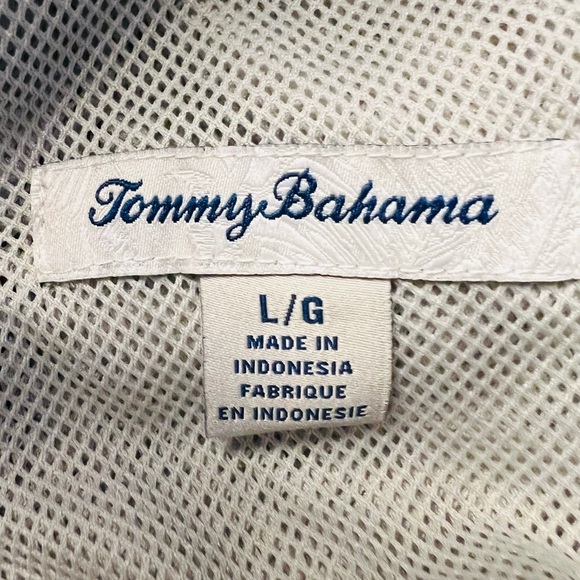 Tommy Bahama
L/G
MADE IN
INDONESIA
FABRIQUE
EN INDONESIE